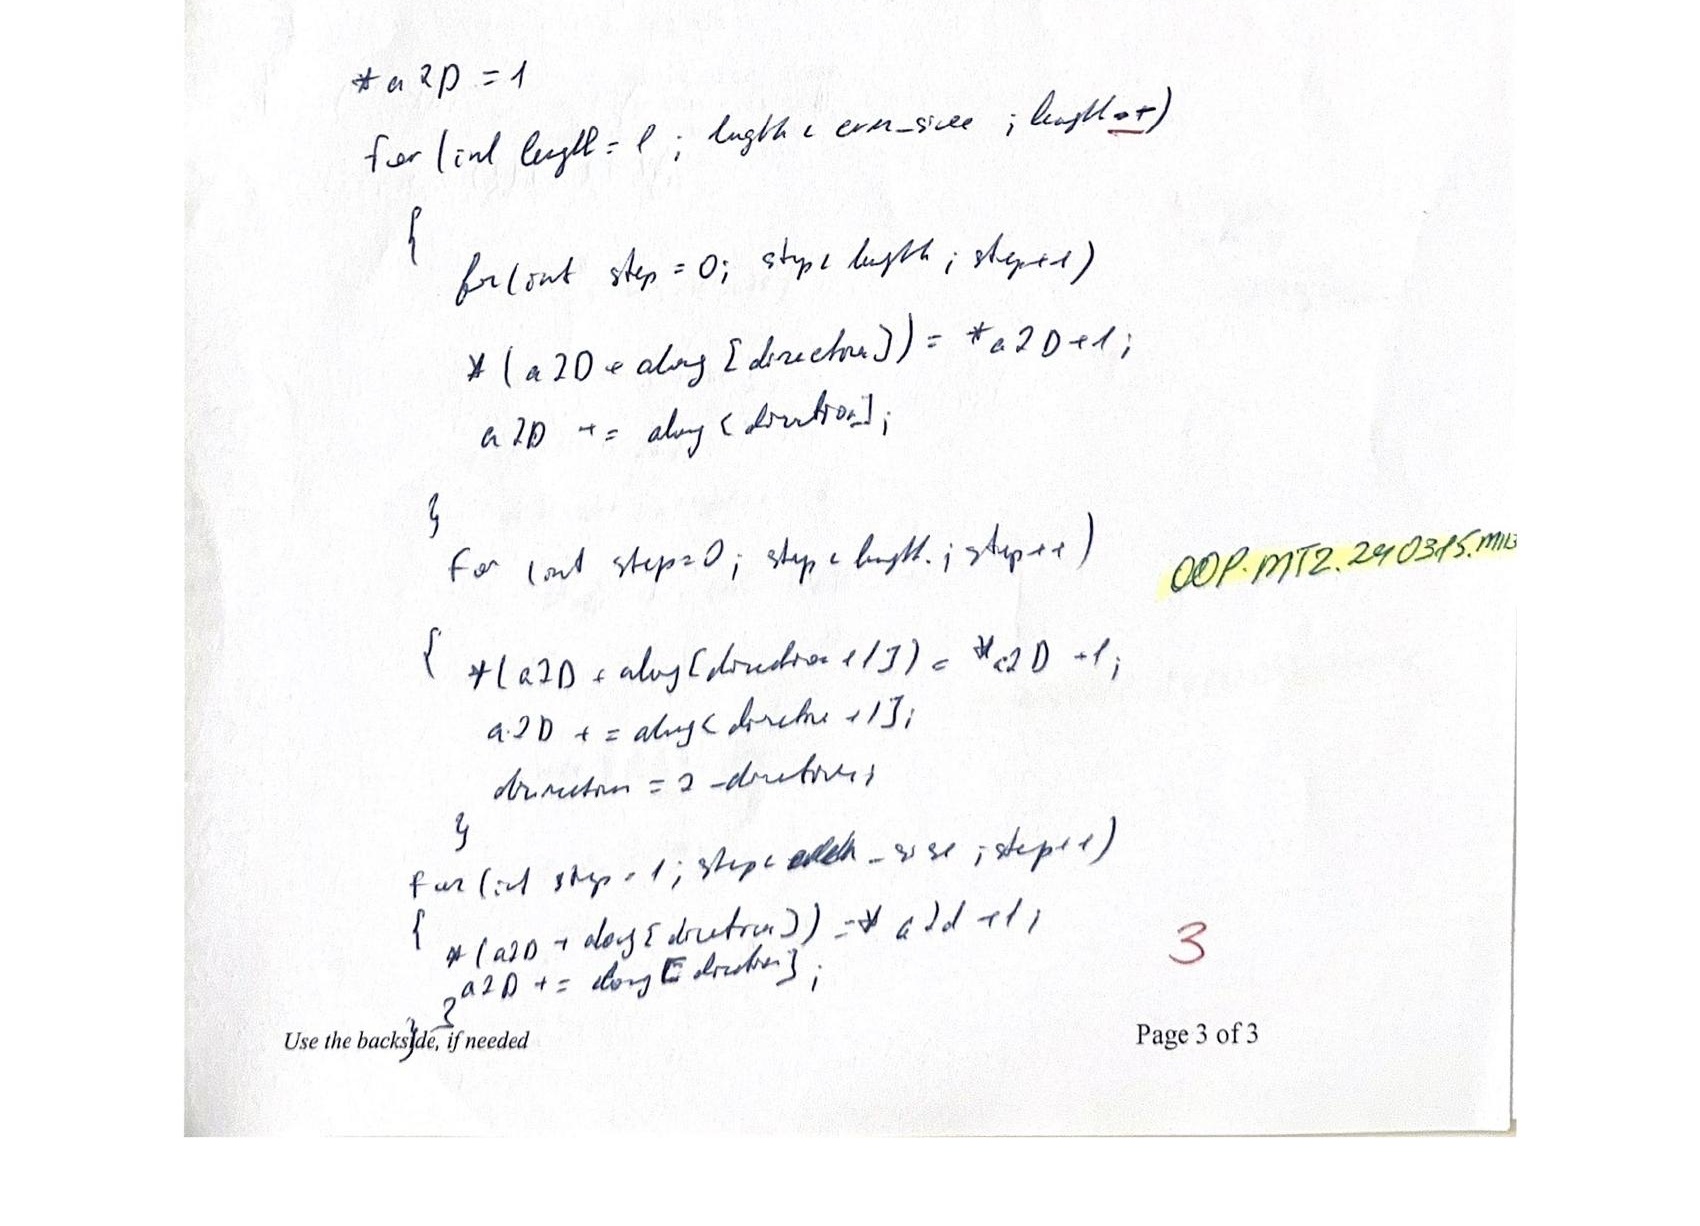 *a2D = 1
for (int length = 1; length < even_size ; length++)
{
for(int step = 0; step < length; step++)
*(a2D + along [direction]) = *a2D+1;
a2D += along [direction];
}
for (int step=0; step < length.; step++)
OOP.MT2.240315.M1B
{ *(a2D + along[direction+1]) = *a2D +1;
a2D += along[direction +1];
direction = 2 -direction;
}
for (int step = 1; step < _size ; step++)
{ *(a2D + along[direction]) = * a2d +1;
a2D += along [direction];
}
3
}
Use the backside, if needed
Page 3 of 3